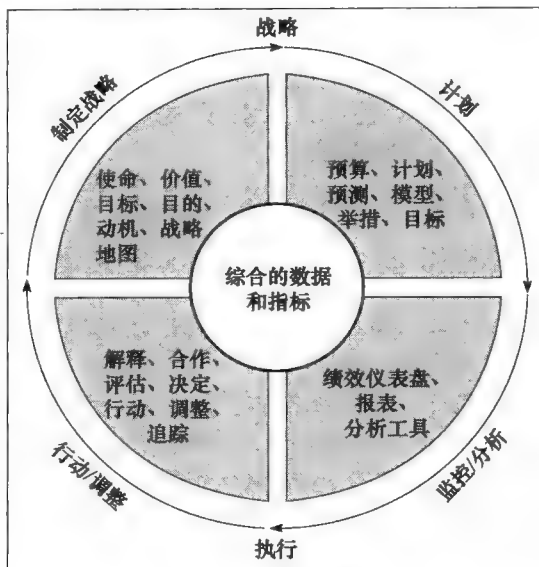 战略
制定战略
计划
使命、价值、
目标、目的、
动机、战略
地图
预算、计划、
预测、模型、
举措、目标
综合的数据
和指标
解释、合作、
评估、决定、
行动、调整、
追踪
绩效仪表盘、
报表、
分析工具
行动/调整
监控/分析
执行